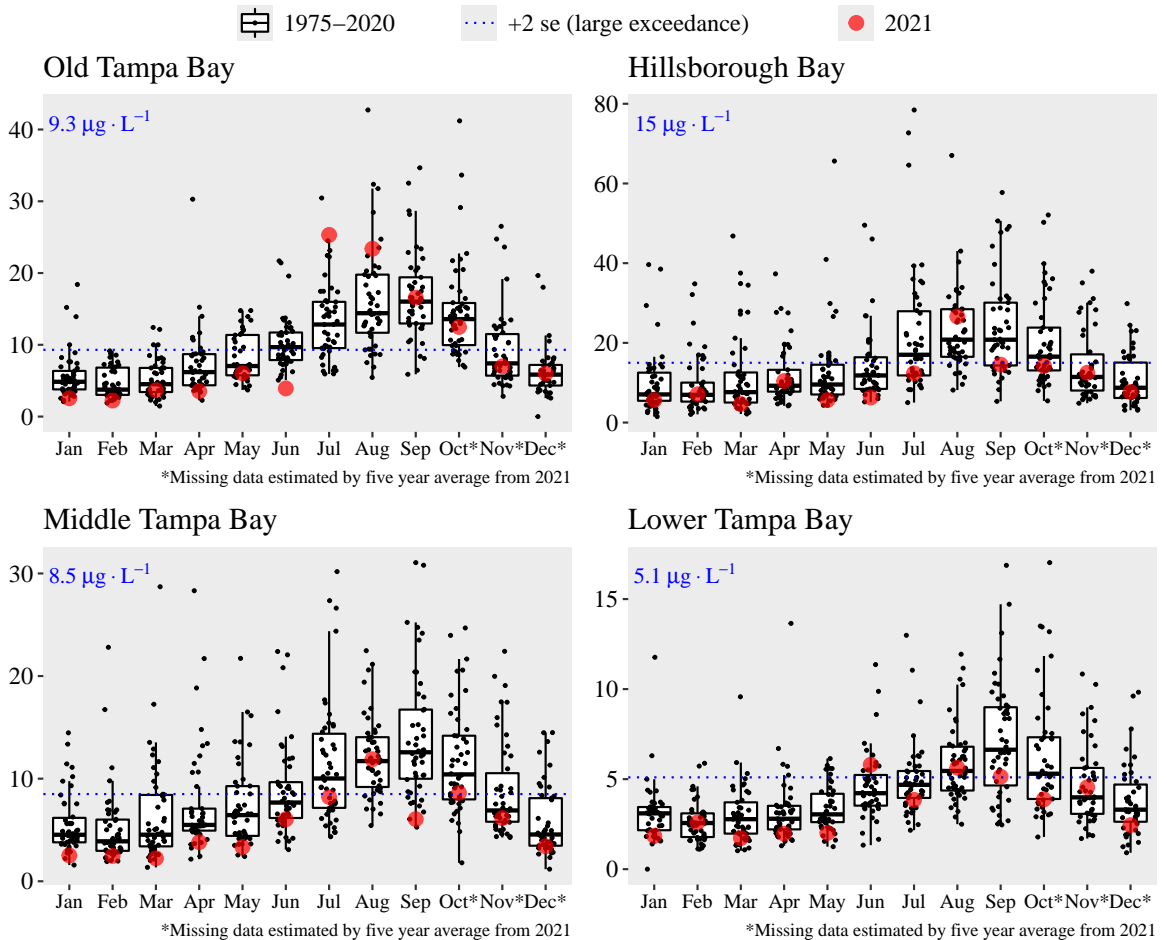 1975–2020 +2 se (large exceedance) 2021
Old Tampa Bay
9.3 μg · L⁻¹
40
30
20
10
0
Jan Feb Mar Apr May Jun Jul Aug Sep Oct* Nov* Dec*
*Missing data estimated by five year average from 2021
Hillsborough Bay
15 μg · L⁻¹
80
60
40
20
0
Jan Feb Mar Apr May Jun Jul Aug Sep Oct* Nov* Dec*
*Missing data estimated by five year average from 2021
Middle Tampa Bay
8.5 μg · L⁻¹
30
20
10
0
Jan Feb Mar Apr May Jun Jul Aug Sep Oct* Nov* Dec*
*Missing data estimated by five year average from 2021
Lower Tampa Bay
5.1 μg · L⁻¹
15
10
5
0
Jan Feb Mar Apr May Jun Jul Aug Sep Oct* Nov* Dec*
*Missing data estimated by five year average from 2021